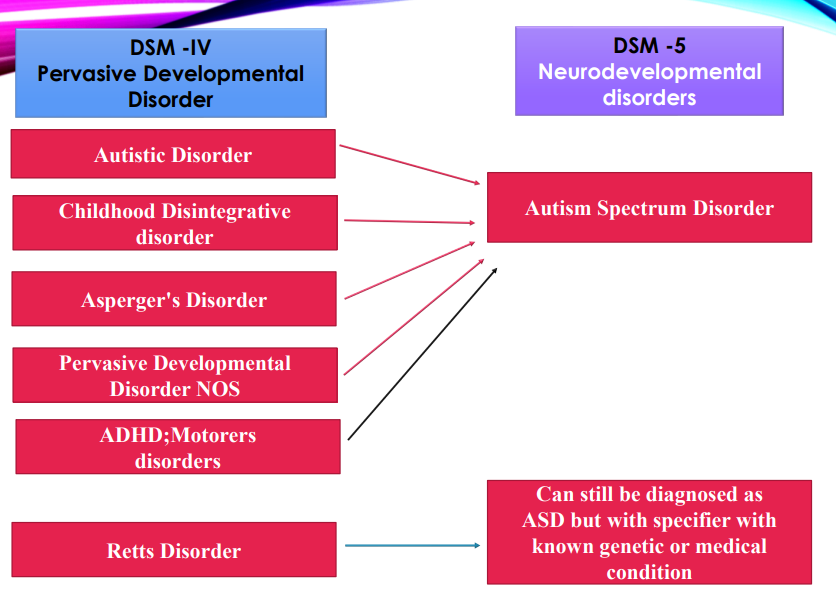 DSM -IV
Pervasive Developmental
Disorder
DSM -5
Neurodevelopmental
disorders
Autistic Disorder
Childhood Disintegrative
disorder
Asperger's Disorder
Pervasive Developmental
Disorder NOS
ADHD;Motorers
disorders
Retts Disorder
Autism Spectrum Disorder
Can still be diagnosed as
ASD but with specifier with
known genetic or medical
condition